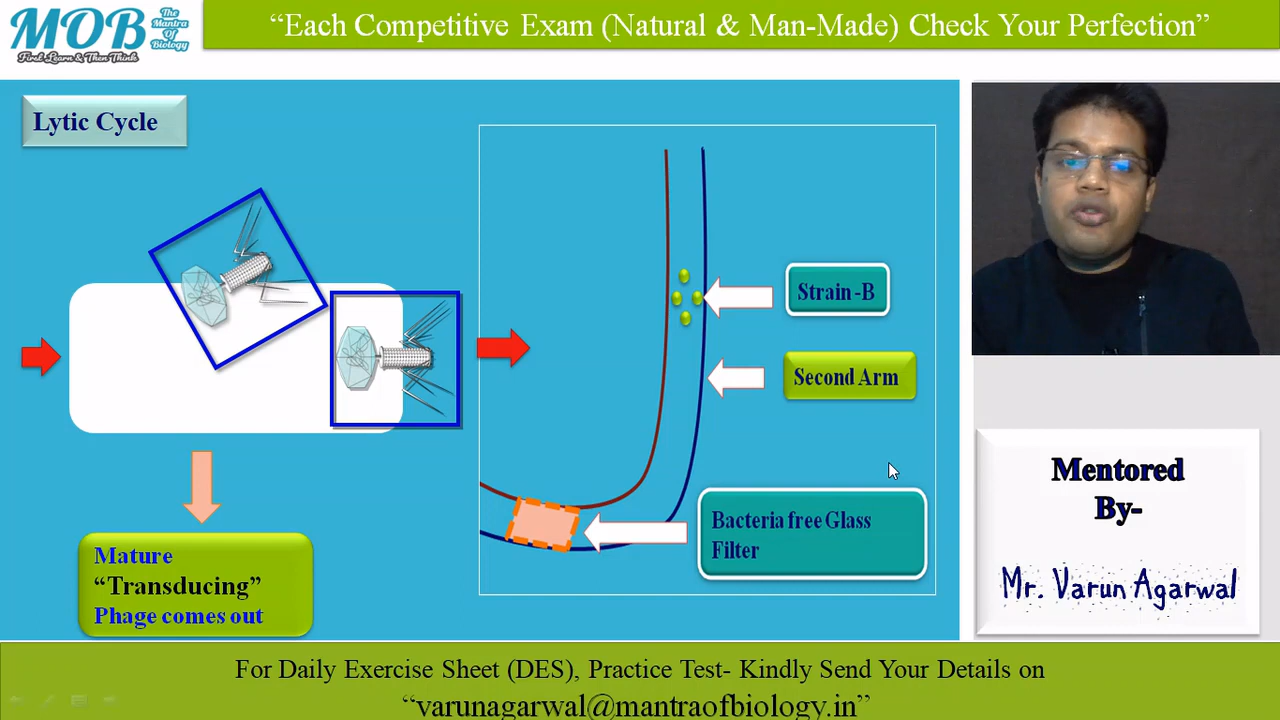 MOB
The
Mantra
Of
Biology
First Learn & Then Think
“Each Competitive Exam (Natural & Man-Made) Check Your Perfection”
Lytic Cycle
Strain -B
Second Arm
Bacteria free Glass
Filter
Mature
“Transducing”
Phage comes out
Mentored
By-
Mr. Varun Agarwal
For Daily Exercise Sheet (DES), Practice Test- Kindly Send Your Details on
“varunagarwal@mantraofbiology.in”